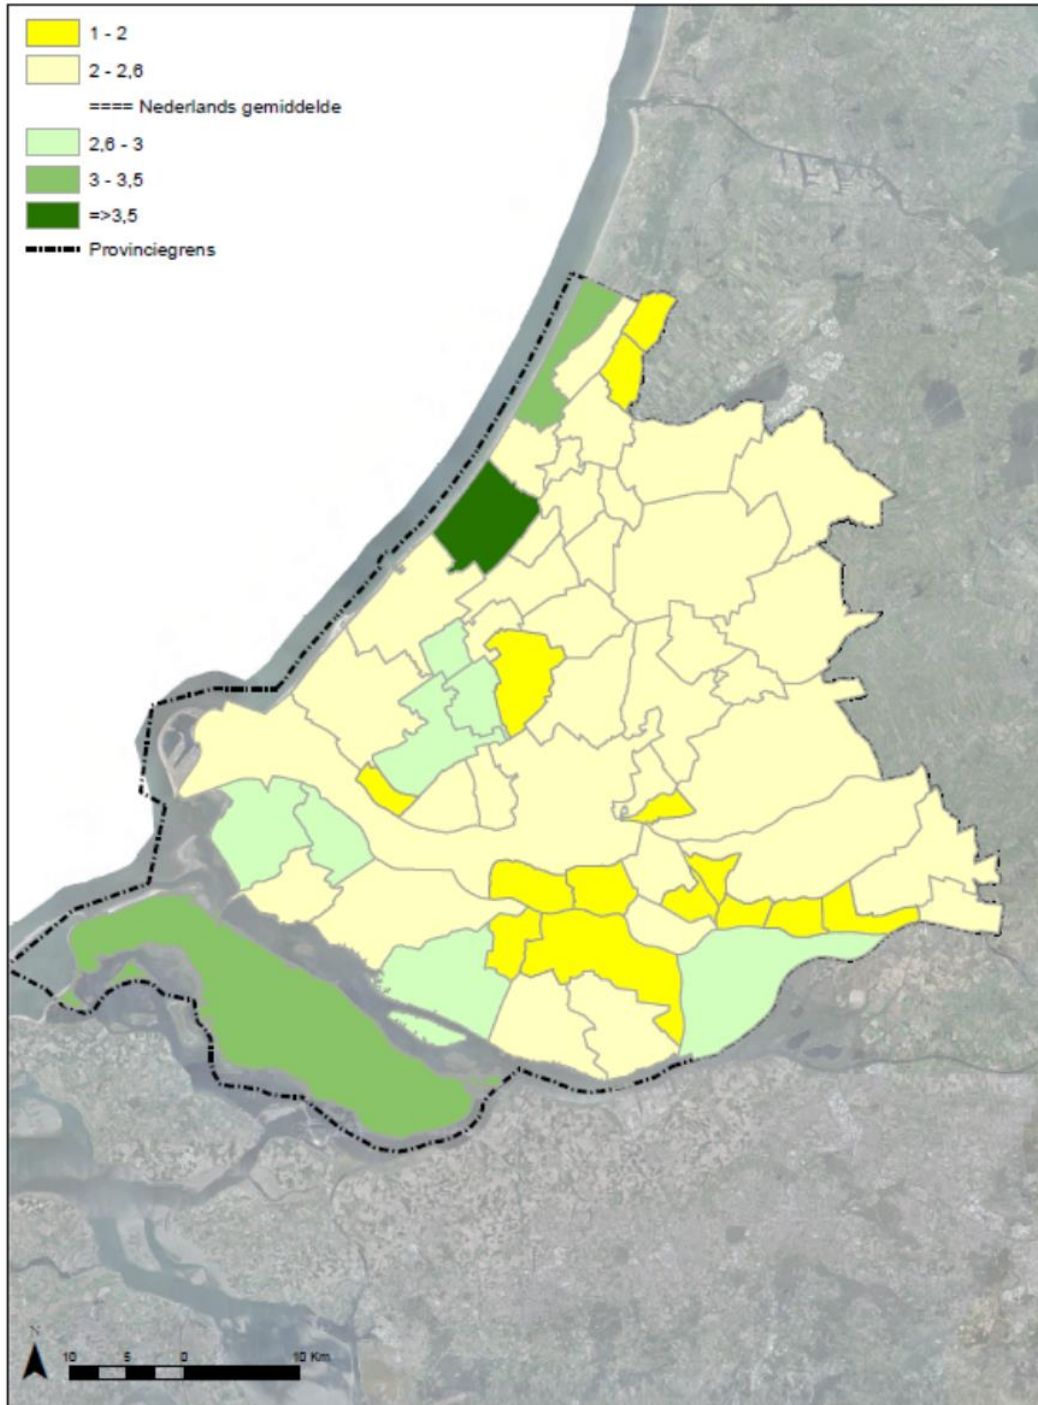 1 - 2
2 - 2,6
==== Nederlands gemiddelde
2,6 - 3
3 - 3,5
=>3,5
Provinciegrens
N
10 5 0 10 Km